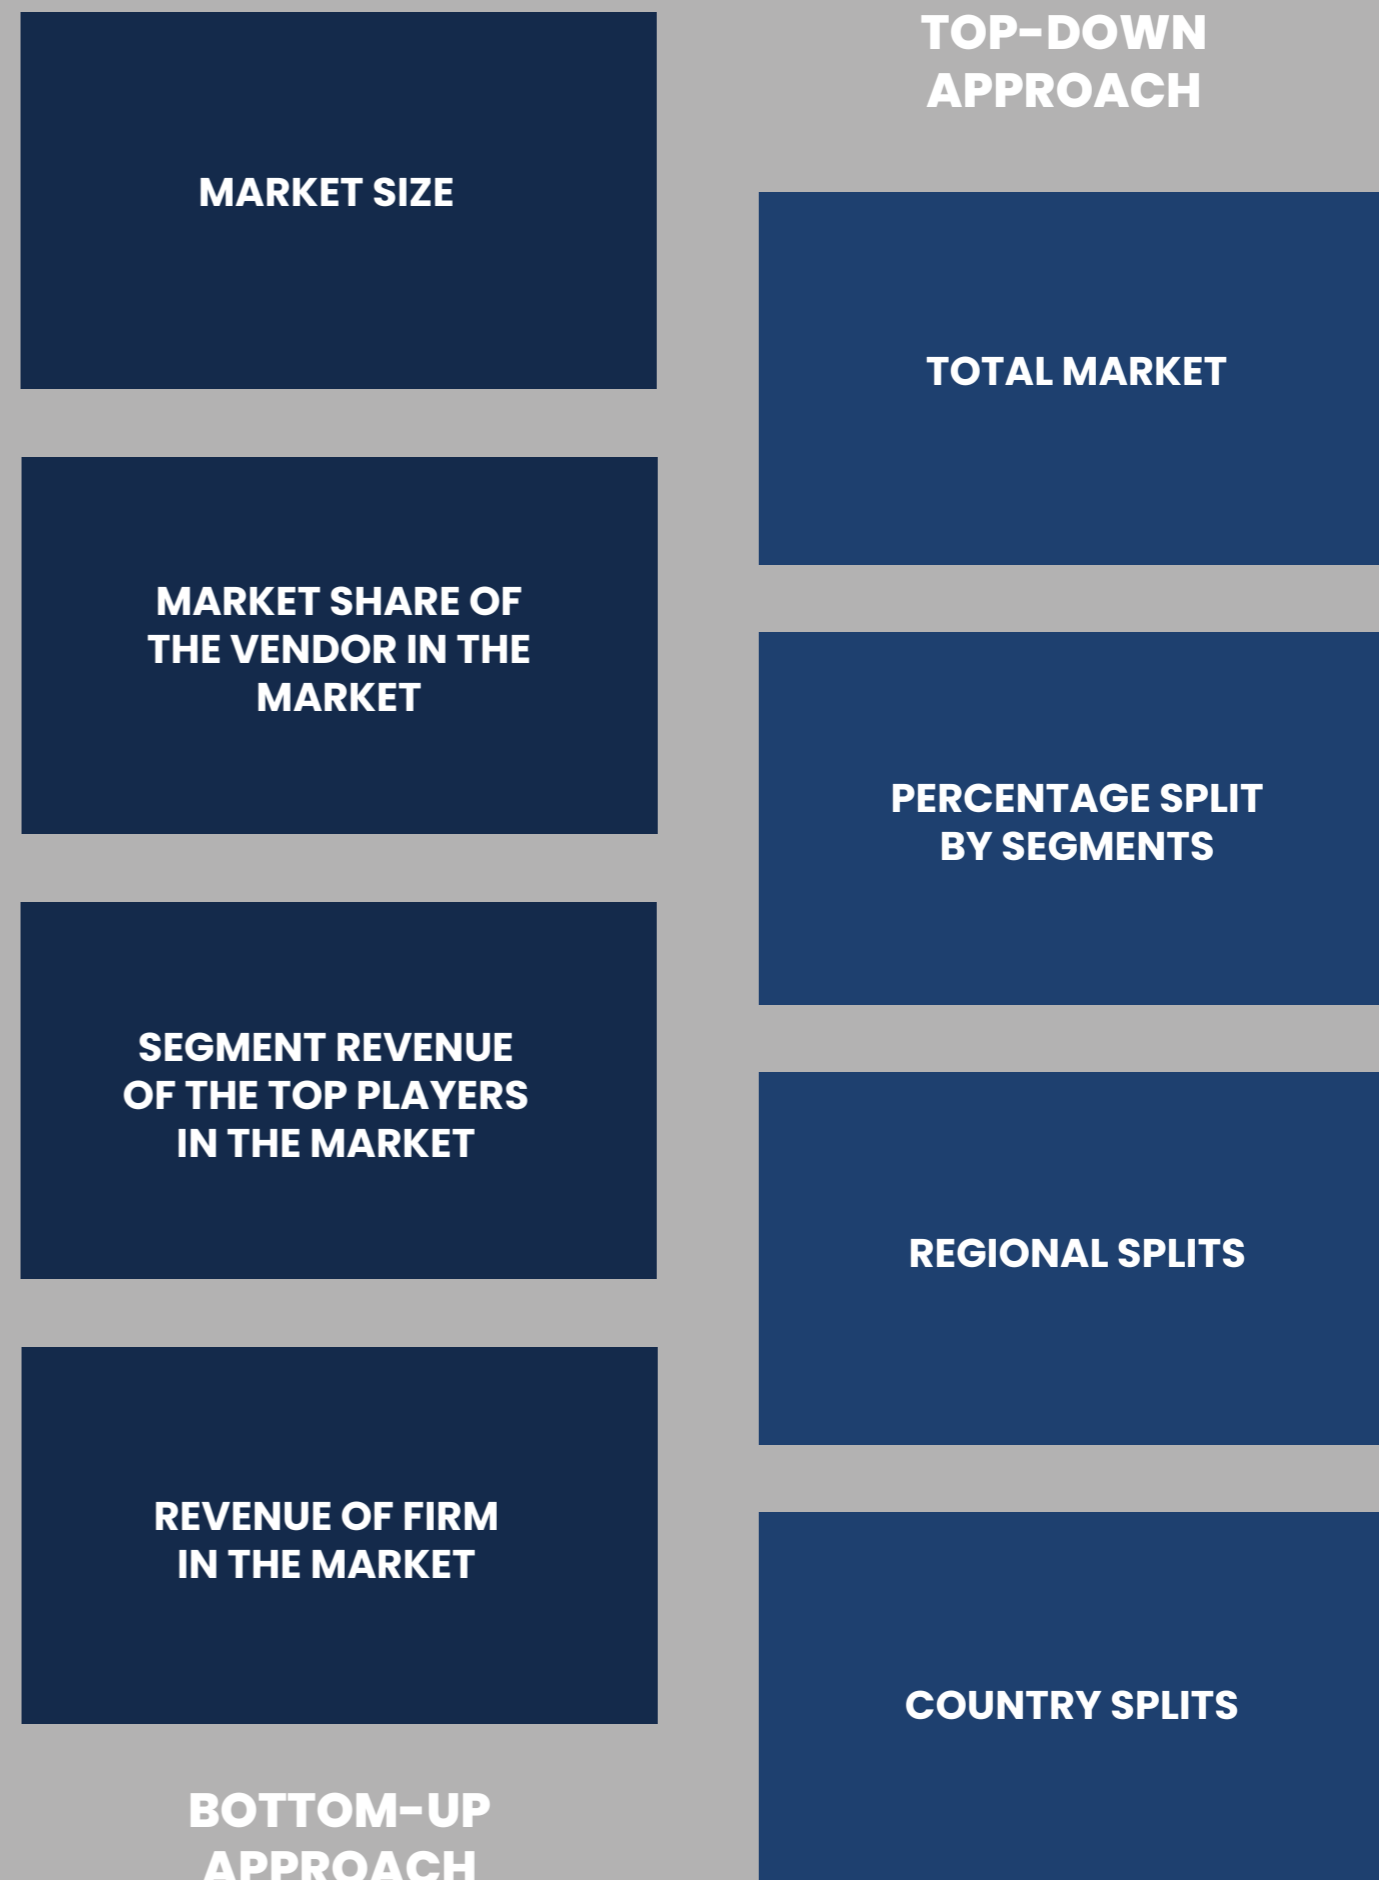 MARKET SIZE
MARKET SHARE OF
THE VENDOR IN THE
MARKET
SEGMENT REVENUE
OF THE TOP PLAYERS
IN THE MARKET
REVENUE OF FIRM
IN THE MARKET
BOTTOM-UP
APPROACH
TOP-DOWN
APPROACH
TOTAL MARKET
PERCENTAGE SPLIT
BY SEGMENTS
REGIONAL SPLITS
COUNTRY SPLITS